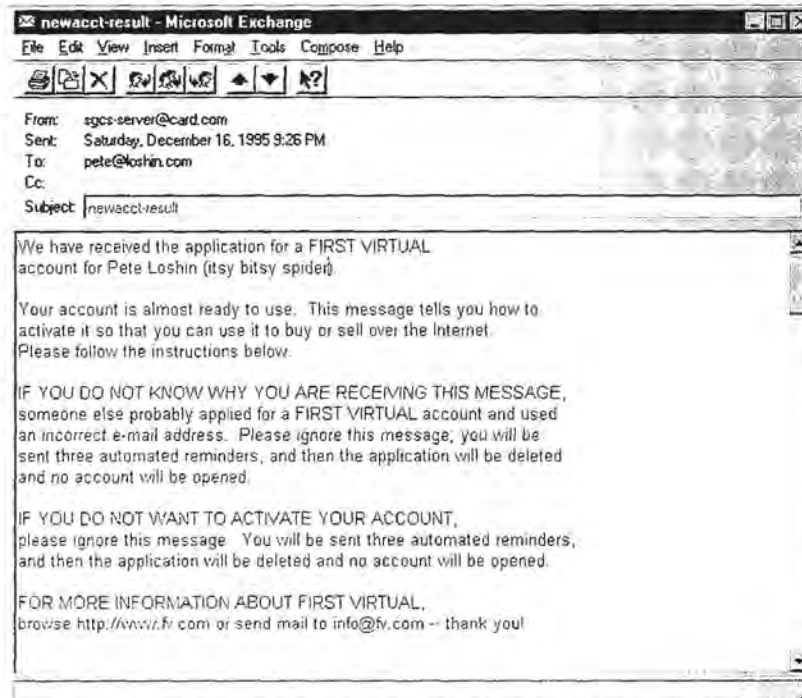 newacct-result - Microsoft Exchange
File Edit View Insert Format Tools Compose Help
From: sgcs-server@card.com
Sent: Saturday, December 16, 1995 9:26 PM
To: pete@loshin.com
Cc:
Subject: newacct-result
We have received the application for a FIRST VIRTUAL
account for Pete Loshin (itsy bitsy spider).
Your account is almost ready to use. This message tells you how to
activate it so that you can use it to buy or sell over the Internet.
Please follow the instructions below.
IF YOU DO NOT KNOW WHY YOU ARE RECEIVING THIS MESSAGE,
someone else probably applied for a FIRST VIRTUAL account and used
an incorrect e-mail address. Please ignore this message; you will be
sent three automated reminders, and then the application will be deleted
and no account will be opened.
IF YOU DO NOT WANT TO ACTIVATE YOUR ACCOUNT,
please ignore this message. You will be sent three automated reminders,
and then the application will be deleted and no account will be opened.
FOR MORE INFORMATION ABOUT FIRST VIRTUAL,
browse http://www.fv.com or send mail to info@fv.com -- thank you!